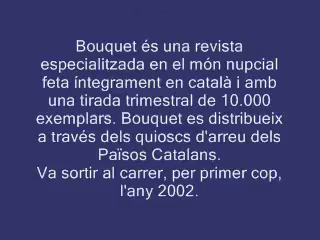 Bouquet és una revista
especialitzada en el món nupcial
feta íntegrament en català i amb
una tirada trimestral de 10.000
exemplars. Bouquet es distribueix
a través dels quioscs d'arreu dels
Països Catalans.
Va sortir al carrer, per primer cop,
l'any 2002.